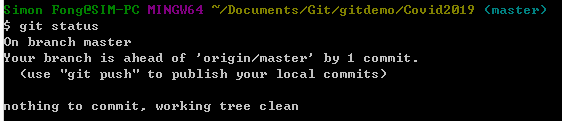 Simon Fong@SIM-PC MINGW64 ~/Documents/Git/gitdemo/Covid2019 (master)
$ git status
On branch master
Your branch is ahead of 'origin/master' by 1 commit.
  (use "git push" to publish your local commits)

nothing to commit, working tree clean